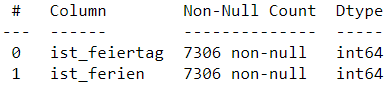 #   Column        Non-Null Count  Dtype
---  ------        --------------  -----
 0   ist_feiertag  7306 non-null   int64
 1   ist_ferien    7306 non-null   int64